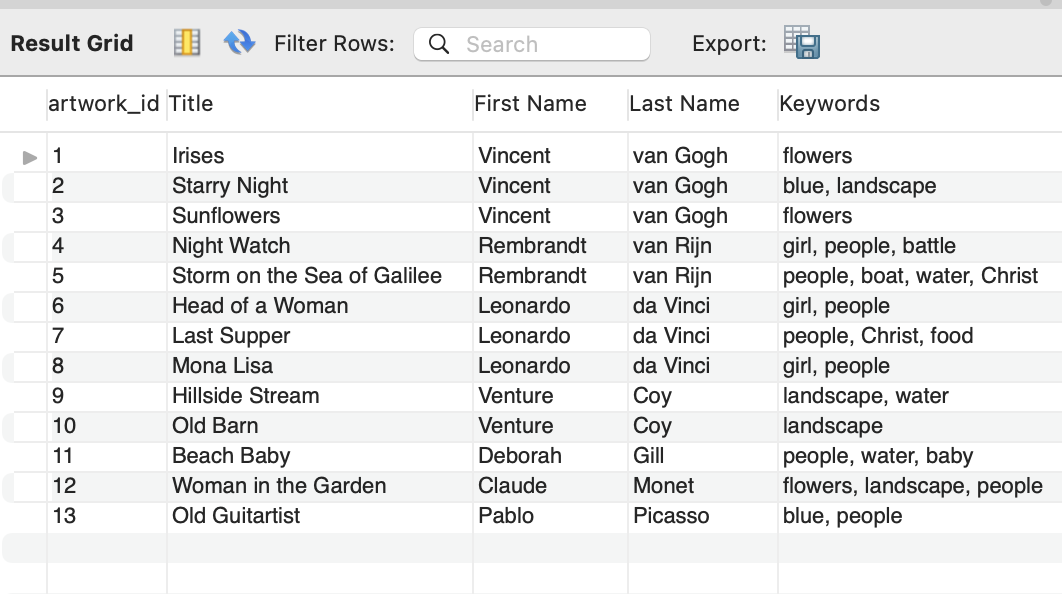 Result Grid Filter Rows: Search Export:
artwork_id Title First Name Last Name Keywords
1 Irises Vincent van Gogh flowers
2 Starry Night Vincent van Gogh blue, landscape
3 Sunflowers Vincent van Gogh flowers
4 Night Watch Rembrandt van Rijn girl, people, battle
5 Storm on the Sea of Galilee Rembrandt van Rijn people, boat, water, Christ
6 Head of a Woman Leonardo da Vinci girl, people
7 Last Supper Leonardo da Vinci people, Christ, food
8 Mona Lisa Leonardo da Vinci girl, people
9 Hillside Stream Venture Coy landscape, water
10 Old Barn Venture Coy landscape
11 Beach Baby Deborah Gill people, water, baby
12 Woman in the Garden Claude Monet flowers, landscape, people
13 Old Guitartist Pablo Picasso blue, people